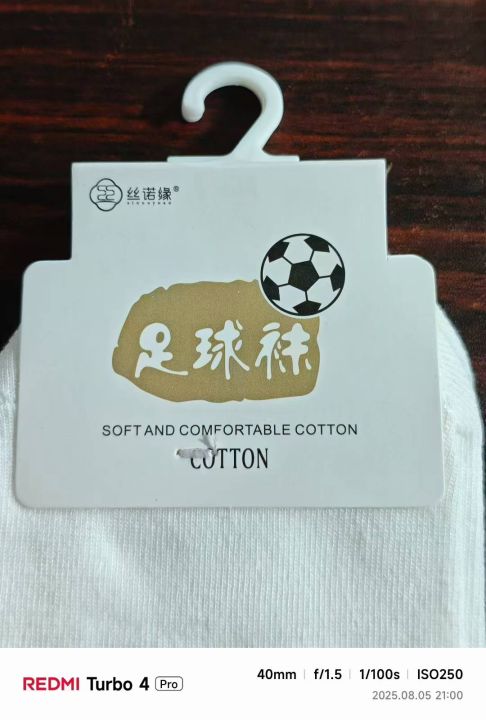 丝诺缘®
sinuoyuan
足球袜
SOFT AND COMFORTABLE COTTON
COTTON
REDMI Turbo 4 Pro
40mm | f/1.5 | 1/100s | ISO250
2025.08.05 21:00